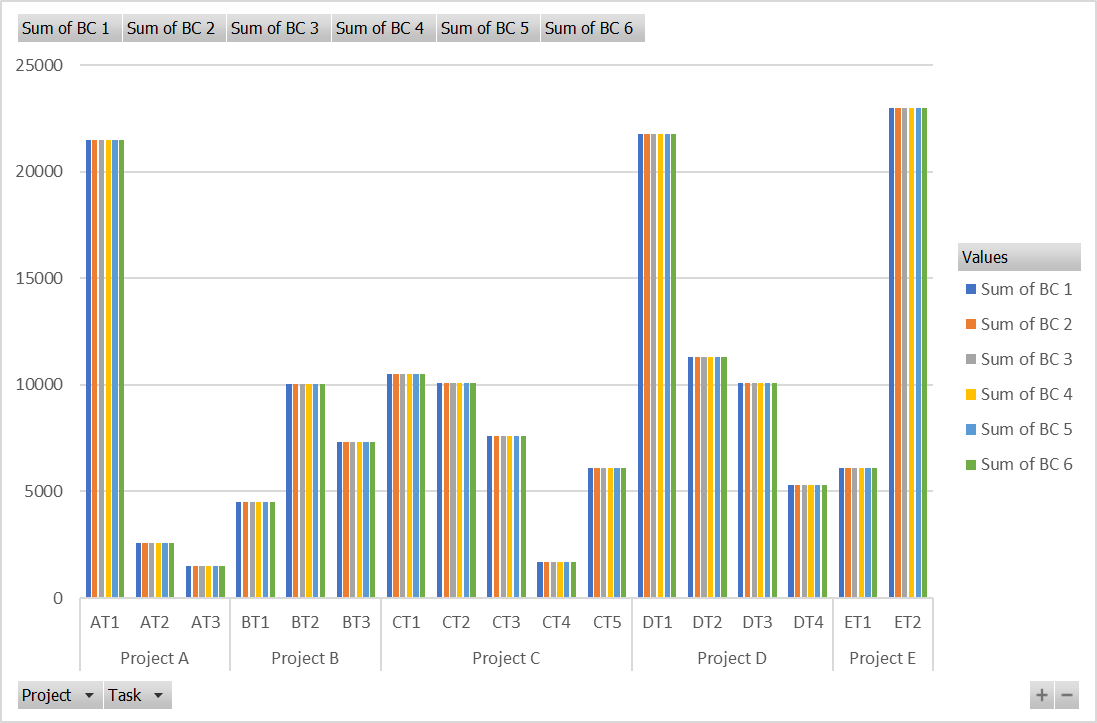 Sum of BC 1 Sum of BC 2 Sum of BC 3 Sum of BC 4 Sum of BC 5 Sum of BC 6
25000
20000
15000
10000
5000
0
AT1 AT2 AT3 BT1 BT2 BT3 CT1 CT2 CT3 CT4 CT5 DT1 DT2 DT3 DT4 ET1 ET2
Project A Project B Project C Project D Project E
Values
Sum of BC 1
Sum of BC 2
Sum of BC 3
Sum of BC 4
Sum of BC 5
Sum of BC 6
Project Task
+ −